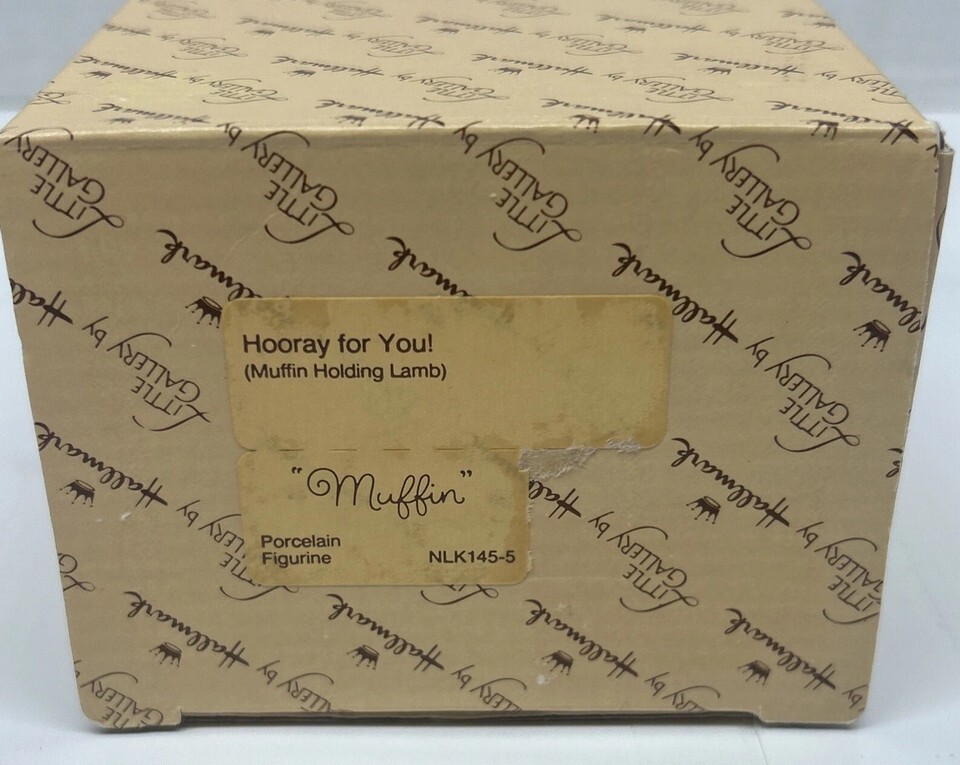 Hooray for You!
(Muffin Holding Lamb)
"Muffin"
Porcelain
Figurine
NLK145-5
LITTLE
GALLERY by
Hallmark